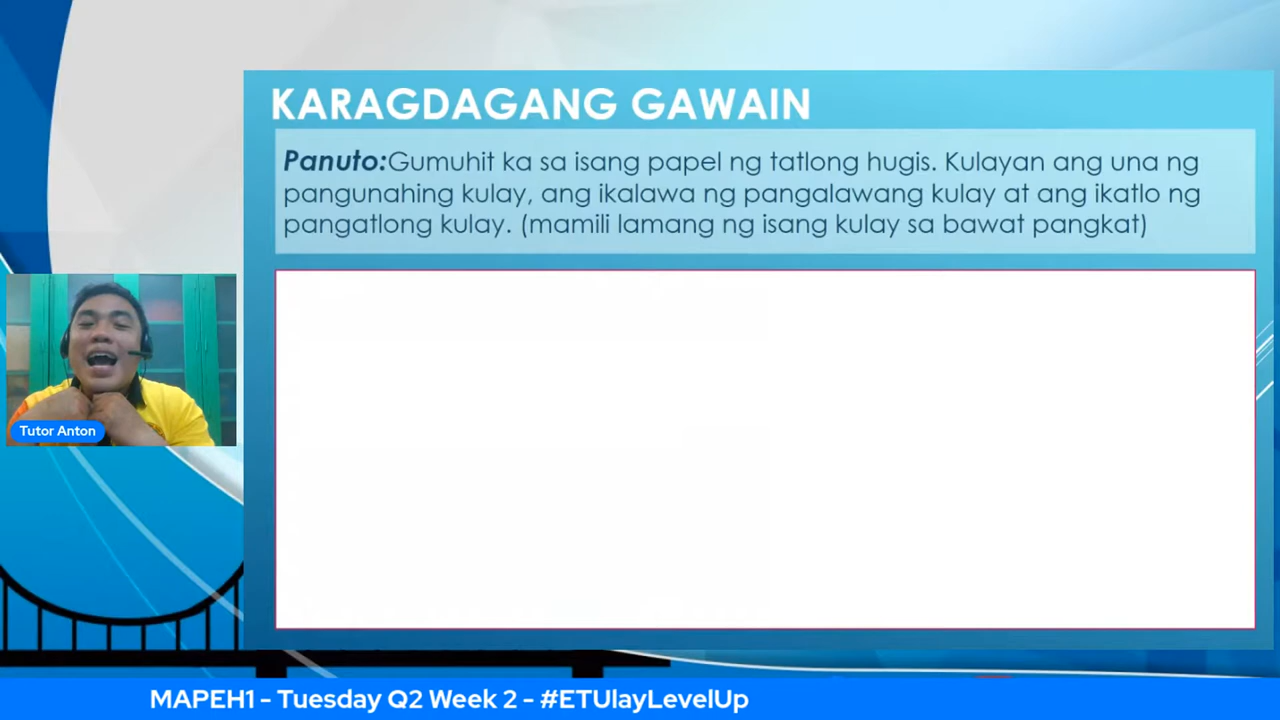 KARAGDAGANG GAWAIN
Panuto:Gumuhit ka sa isang papel ng tatlong hugis. Kulayan ang una ng
pangunahing kulay, ang ikalawa ng pangalawang kulay at ang ikatlo ng
pangatlong kulay. (mamili lamang ng isang kulay sa bawat pangkat)
Tutor Anton
MAPEH1 - Tuesday Q2 Week 2 - #ETUlayLevelUp